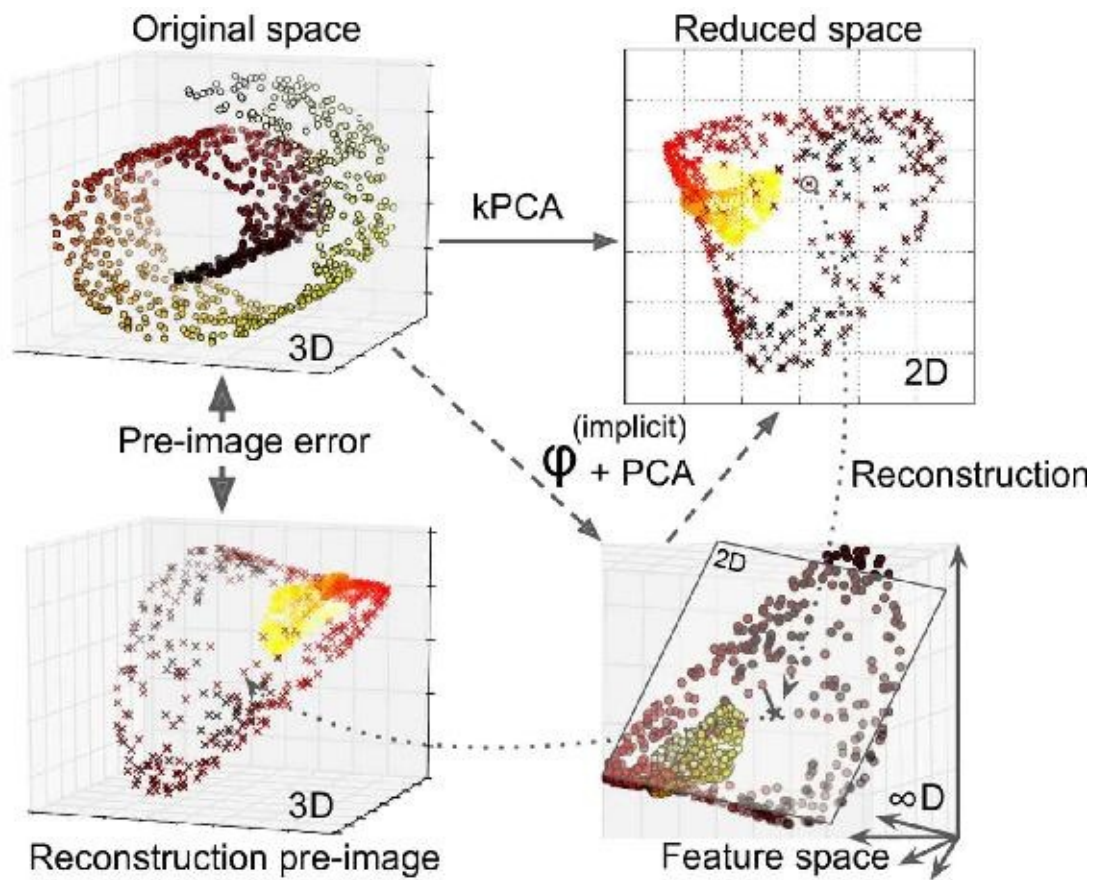 Original space
Reduced space
kPCA
3D
2D
Pre-image error
(implicit)
φ + PCA
Reconstruction
2D
3D
∞D
Reconstruction pre-image
Feature space